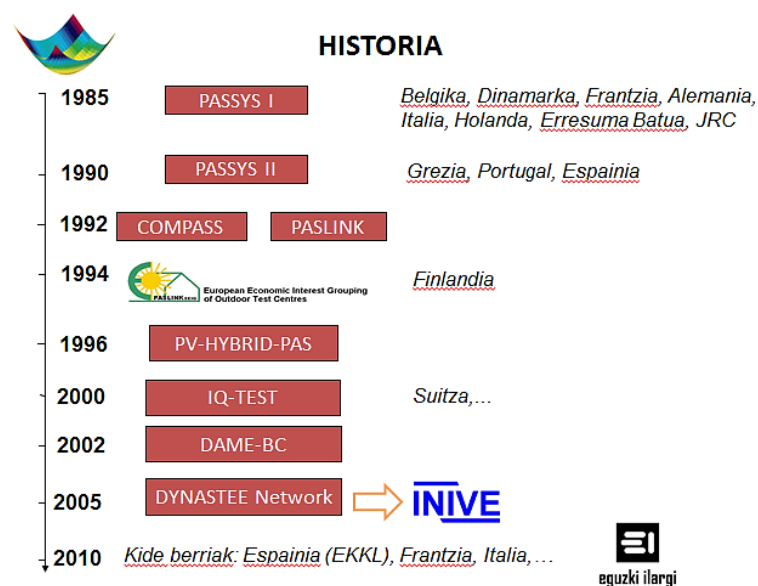 HISTORIA
1985 PASSYS I Belgika, Dinamarka, Frantzia, Alemania,
Italia, Holanda, Erresuma Batua, JRC
1990 PASSYS II Grezia, Portugal, Espainia
1992 COMPASS PASLINK
1994 PASLINK EEIG European Economic Interest Grouping
of Outdoor Test Centres Finlandia
1996 PV-HYBRID-PAS
2000 IQ-TEST Suitza,...
2002 DAME-BC
2005 DYNASTEE Network INIVE
2010 Kide berriak: Espainia (EKKL), Frantzia, Italia,...
eguzki ilargi